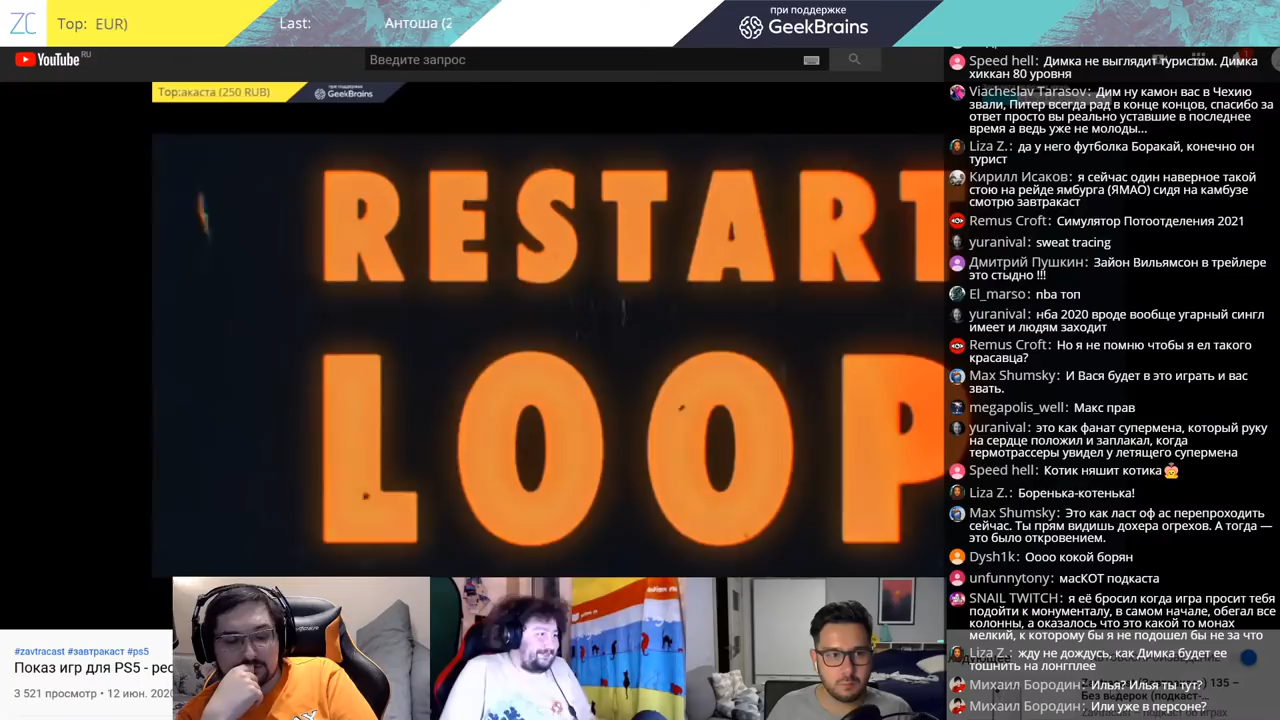 ZC
Top: EUR)
Last:
Антоша (2
при поддержке
GeekBrains
YouTube RU
Введите запрос
Top:акаста (250 RUB)
при поддержке
GeekBrains
RESTART
LOOP
#zavtracast #завтракаст #ps5
Показ игр для PS5 - рес
3 521 просмотр • 12 июн. 2020
Speed hell: Димка не выглядит туристом. Димка
хиккан 80 уровня
Viacheslav Tarasov: Дим ну камон вас в Чехию
звали, Питер всегда рад в конце концов, спасибо за
ответ просто вы реально уставшие в последнее
время а ведь уже не молоды...
Liza Z.: да у него футболка Боракай, конечно он
турист
Кирилл Исаков: я сейчас один наверное такой
стою на рейде ямбурга (ЯМАО) сидя на камбузе
смотрю завтракаст
Remus Croft: Симулятор Потоотделения 2021
yuranival: sweat tracing
Дмитрий Пушкин: Зайон Вильямсон в трейлере
это стыдно !!!
El_marso: nba топ
yuranival: нба 2020 вроде вообще угарный сингл
имеет и людям заходит
Remus Croft: Но я не помню чтобы я ел такого
красавца?
Max Shumsky: И Вася будет в это играть и вас
звать.
megapolis_well: Макс прав
yuranival: это как фанат супермена, который руку
на сердце положил и заплакал, когда
термотрассеры увидел у летящего супермена
Speed hell: Котик няшит котика
Liza Z.: Боренька-котенька!
Max Shumsky: Это как ласт оф ас перепроходить
сейчас. Ты прям видишь дохера огрехов. А тогда —
это было откровением.
Dysh1k: Оооо кокой борян
unfunnytony: масКОТ подкаста
SNAIL TWITCH: я её бросил когда игра просит тебя
подойти к монументалу, в самом начале, обегал все
колонны, а оказалось что это какой то монах
мелкий, к которому бы я не подошел бы не за что
Liza Z.: жду не дождусь, как Димка будет ее
тошнить на лонгплее
Михаил Бородин: Илья? Илья ты тут?
Михаил Бородин: Или уже в персоне?